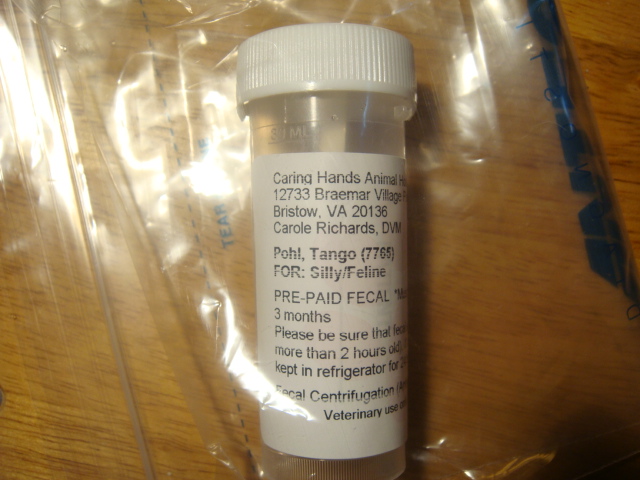 Caring Hands Animal
12733 Braemar Village
Bristow, VA 20136
Carole Richards, DVM
Pohl, Tango (7765)
FOR: Silly/Feline
PRE-PAID FECAL
3 months
Please be sure that
more than 2 hours old
kept in refrigerator for
Fecal Centrifugation
Veterinary use
TEAR